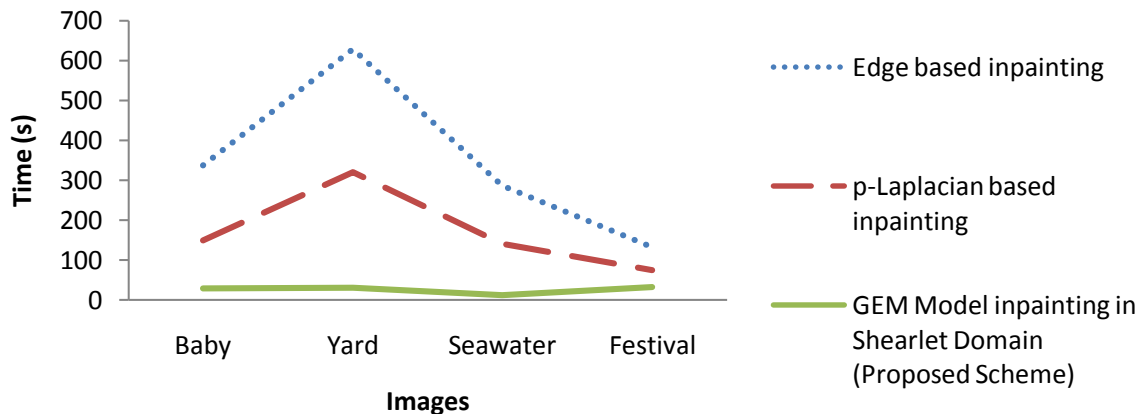 700
600
500
400
300
200
100
0
Time (s)
Baby Yard Seawater Festival
Images
Edge based inpainting
p-Laplacian based
inpainting
GEM Model inpainting in
Shearlet Domain
(Proposed Scheme)